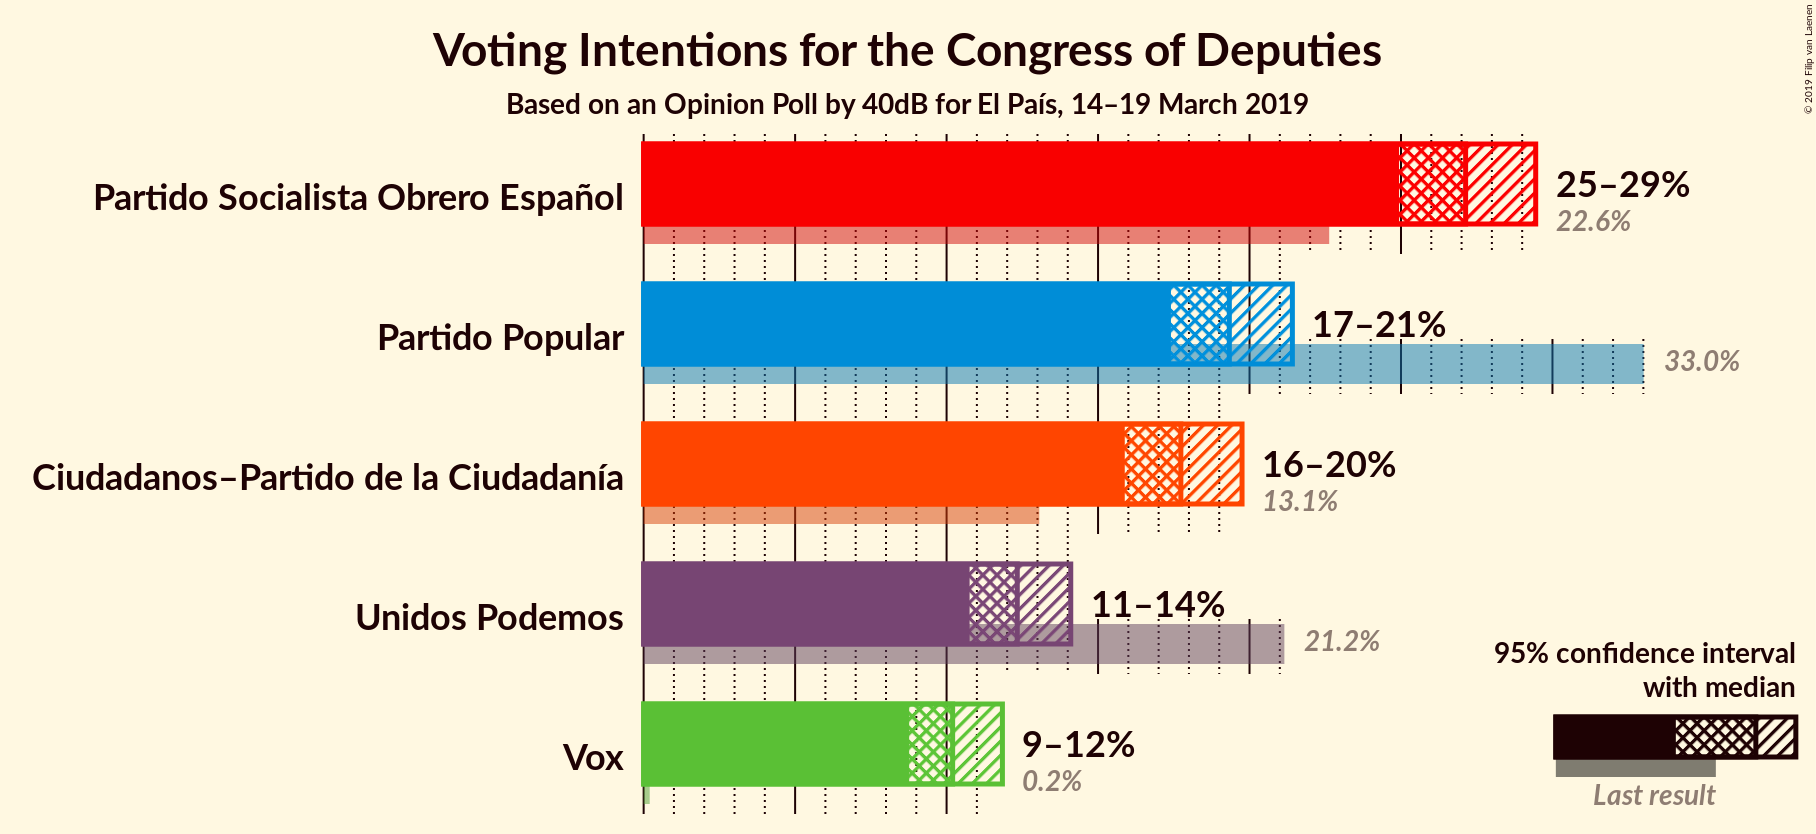 Voting Intentions for the Congress of Deputies
Based on an Opinion Poll by 40dB for El País, 14–19 March 2019
© 2019 Filip van Laenen
Partido Socialista Obrero Español
25–29%
22.6%
Partido Popular
17–21%
33.0%
Ciudadanos–Partido de la Ciudadanía
16–20%
13.1%
Unidos Podemos
11–14%
21.2%
Vox
9–12%
0.2%
95% confidence interval
with median
Last result